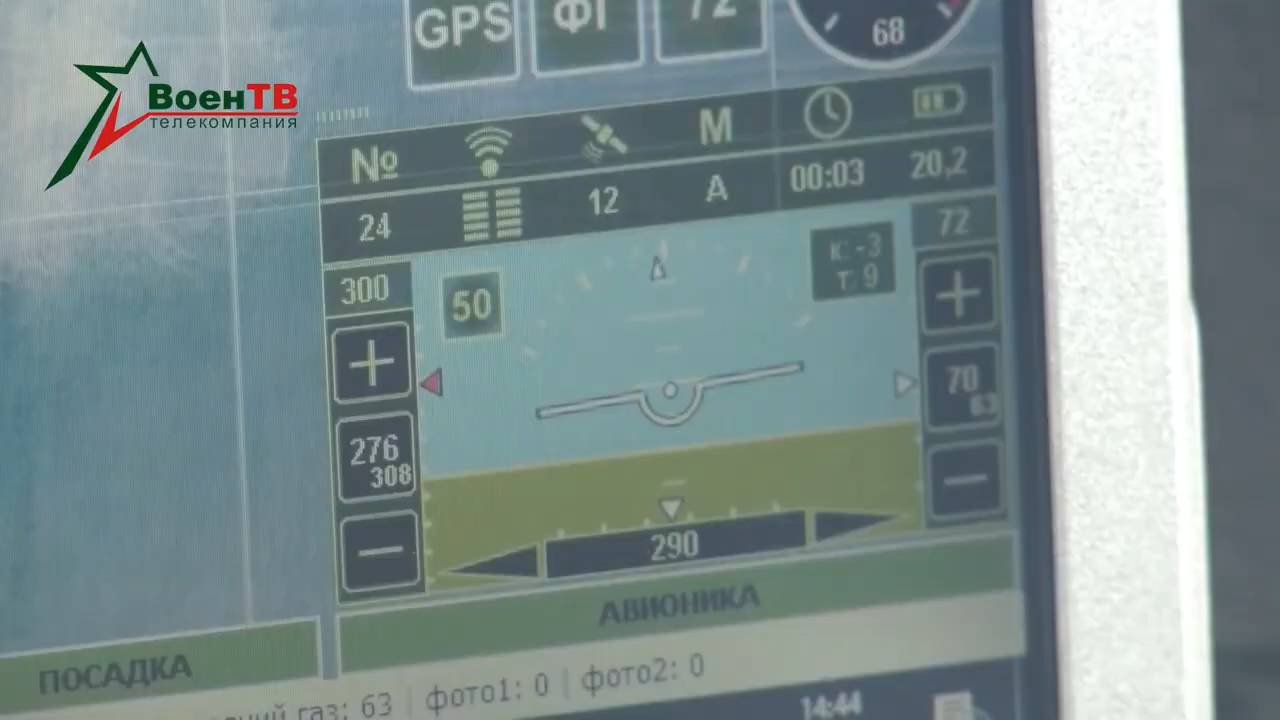 GPS
72
68
ВоенТВ
телекомпания
№ M
24 12 A 00:03 20,2
300 50 к: -3 72
т: 9
70
63
276
308
290
АВИОНИКА
ПОСАДКА
газ: 63 | фото1: 0 | фото2: 0
14:44